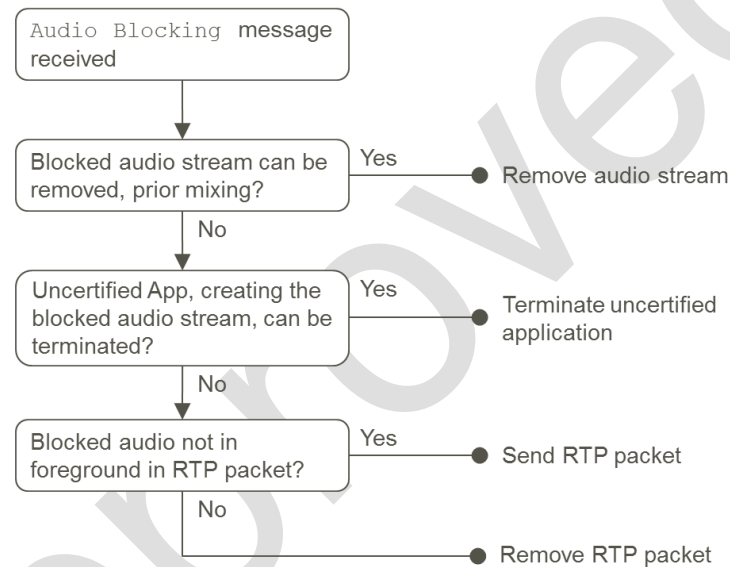 Audio Blocking message
received
Blocked audio stream can be
removed, prior mixing?
Yes
Remove audio stream
No
Uncertified App, creating the
blocked audio stream, can be
terminated?
Yes
Terminate uncertified
application
No
Blocked audio not in
foreground in RTP packet?
Yes
Send RTP packet
No
Remove RTP packet